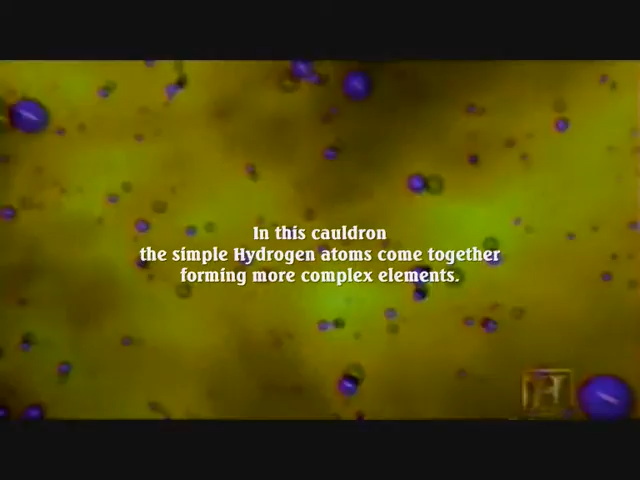 In this cauldron
the simple Hydrogen atoms come together
forming more complex elements.
H